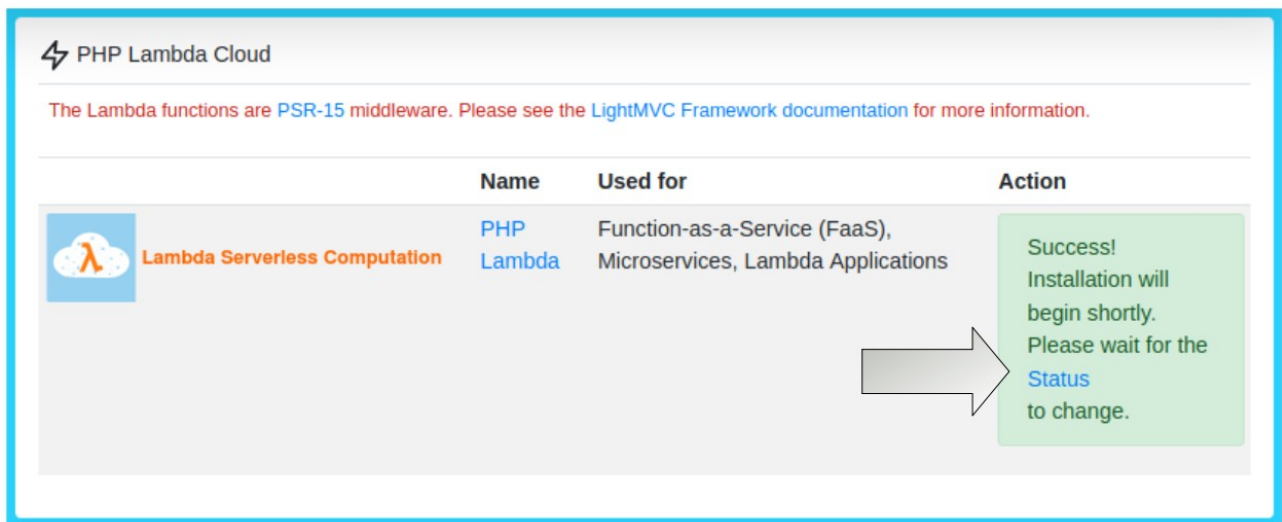 PHP Lambda Cloud
The Lambda functions are PSR-15 middleware. Please see the LightMVC Framework documentation for more information.
Name Used for Action
λ Lambda Serverless Computation
PHP
Lambda
Function-as-a-Service (FaaS),
Microservices, Lambda Applications
Success!
Installation will
begin shortly.
Please wait for the
Status
to change.